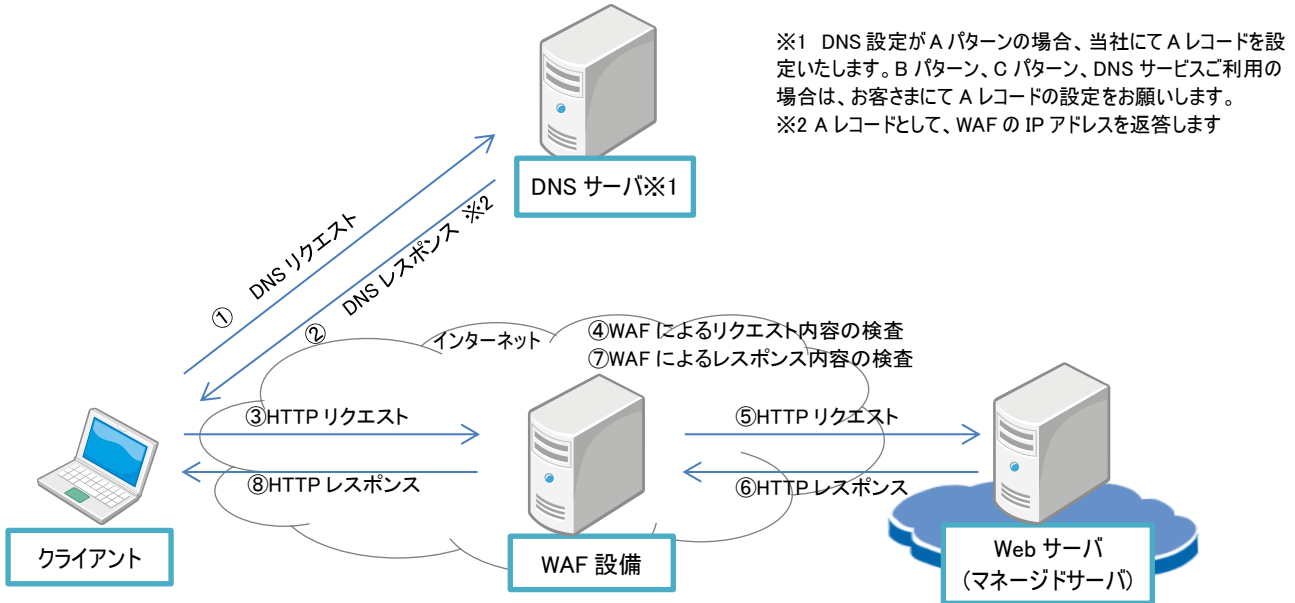 ※1 DNS 設定が A パターンの場合、当社にて A レコードを設
定いたします。B パターン、C パターン、DNS サービスご利用の
場合は、お客さまにて A レコードの設定をお願いします。
※2 A レコードとして、WAF の IP アドレスを返答します
DNS サーバ※1
① DNS リクエスト
② DNS レスポンス ※2
インターネット
④WAF によるリクエスト内容の検査
⑦WAF によるレスポンス内容の検査
③HTTP リクエスト
⑤HTTP リクエスト
⑧HTTP レスポンス
⑥HTTP レスポンス
クライアント
WAF 設備
Web サーバ
(マネージドサーバ)